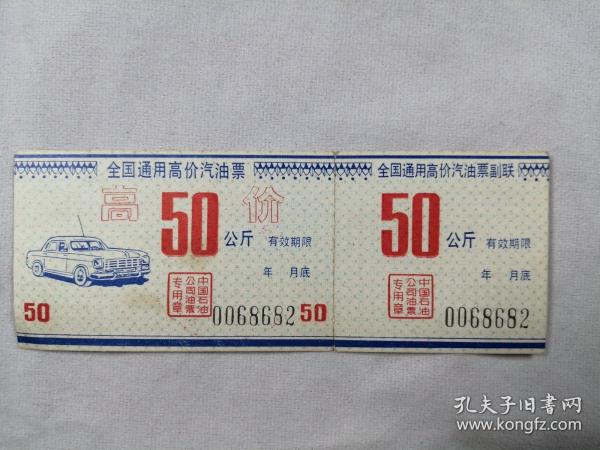 全国通用高价汽油票
高 价
50 公斤 有效期限
年 月底
中国石油
公司油票
专用章
50
0068682
50
全国通用高价汽油票副联
50 公斤 有效期限
年 月底
中国石油
公司油票
专用章
0068682
孔夫子旧书网
www.kongfz.com